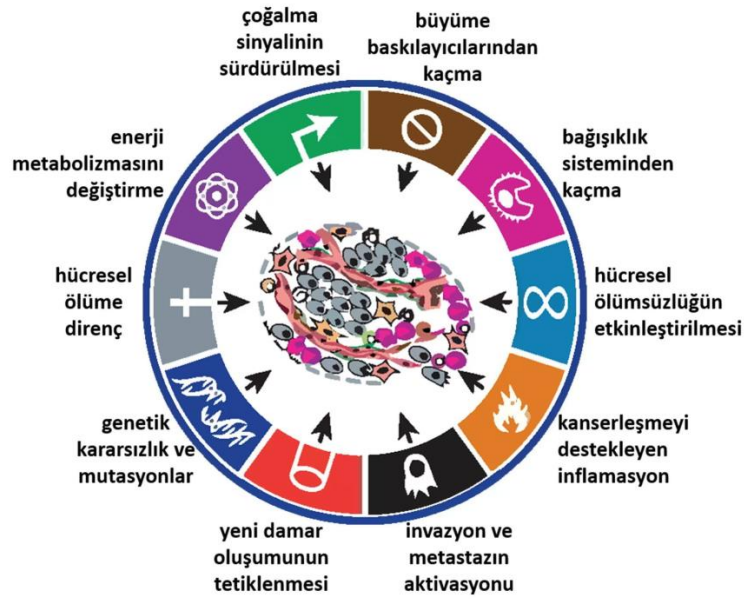 çoğalma
sinyalinin
sürdürülmesi
büyüme
baskılayıcılarından
kaçma
enerji
metabolizmasını
değiştirme
bağışıklık
sisteminden
kaçma
hücresel
ölüme
direnç
hücresel
ölümsüzlüğün
etkinleştirilmesi
genetik
kararsızlık ve
mutasyonlar
kanserleşmeyi
destekleyen
inflamasyon
yeni damar
oluşumunun
tetiklenmesi
invazyon ve
metastazın
aktivasyonu